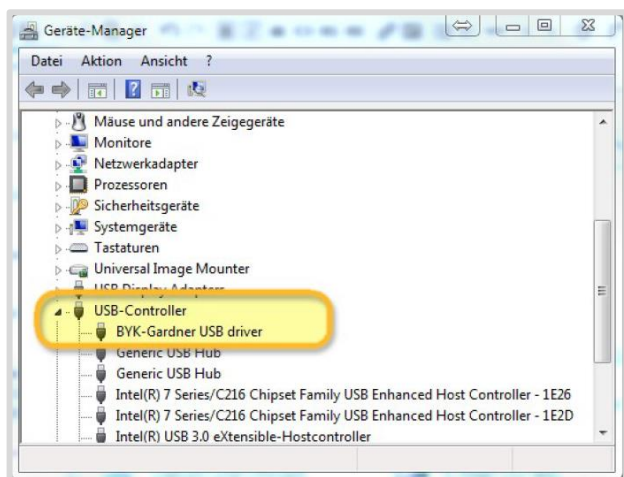 Geräte-Manager
Datei Aktion Ansicht ?
Mäuse und andere Zeigegeräte
Monitore
Netzwerkadapter
Prozessoren
Sicherheitsgeräte
Systemgeräte
Tastaturen
Universal Image Mounter
USB Display Adapters
USB-Controller
BYK-Gardner USB driver
Generic USB Hub
Generic USB Hub
Intel(R) 7 Series/C216 Chipset Family USB Enhanced Host Controller - 1E26
Intel(R) 7 Series/C216 Chipset Family USB Enhanced Host Controller - 1E2D
Intel(R) USB 3.0 eXtensible-Hostcontroller